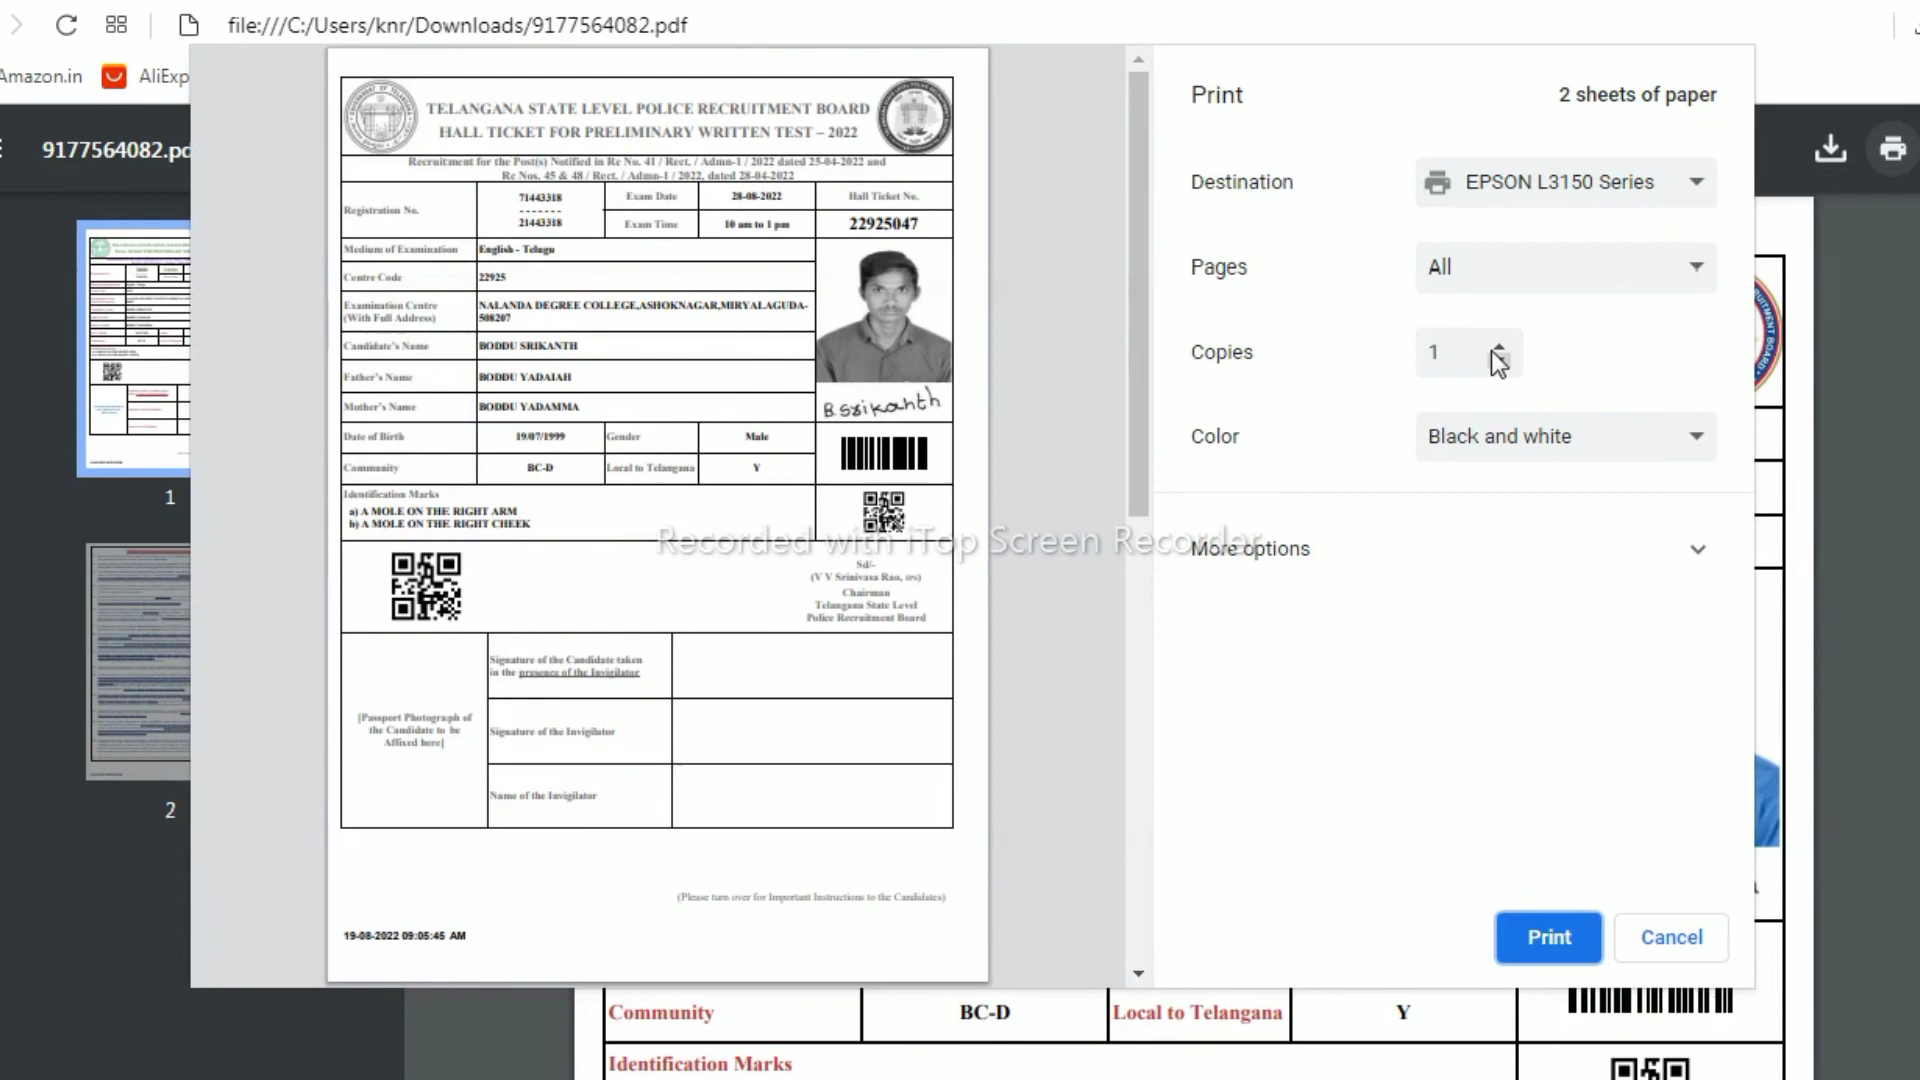 file:///C:/Users/knr/Downloads/9177564082.pdf
Amazon.in
AliExp
9177564082.pd
1
2
TELANGANA STATE LEVEL POLICE RECRUITMENT BOARD
HALL TICKET FOR PRELIMINARY WRITTEN TEST – 2022
Recruitment for the Post(s) Notified in Rc No. 41 / Rect. / Admn-1 / 2022 dated 25-04-2022 and
Rc Nos. 45 & 48 / Rect. / Admn-1 / 2022, dated 28-04-2022
Registration No.
71443318
-------
21443318
Exam Date
28-08-2022
Hall Ticket No.
Exam Time
10 am to 1 pm
22925047
Medium of Examination
English - Telugu
Centre Code
22925
Examination Centre
(With Full Address)
NALANDA DEGREE COLLEGE,ASHOKNAGAR,MIRYALAGUDA-
508207
Candidate's Name
BODDU SRIKANTH
Father's Name
BODDU YADAIAH
Mother's Name
BODDU YADAMMA
B.Srikanth
Date of Birth
19/07/1999
Gender
Male
Community
BC-D
Local to Telangana
Y
Identification Marks
a) A MOLE ON THE RIGHT ARM
b) A MOLE ON THE RIGHT CHEEK
Sd/-
(V V Srinivasa Rao, IPS)
Chairman
Telangana State Level
Police Recruitment Board
[Passport Photograph of
the Candidate to be
Affixed here]
Signature of the Candidate taken
in the presence of the Invigilator
Signature of the Invigilator
Name of the Invigilator
(Please turn over for Important Instructions to the Candidates)
19-08-2022 09:05:45 AM
Recorded with iTop Screen Recorder
Print
2 sheets of paper
Destination
EPSON L3150 Series
Pages
All
Copies
1
Color
Black and white
More options
Print
Cancel
Community
BC-D
Local to Telangana
Y
Identification Marks